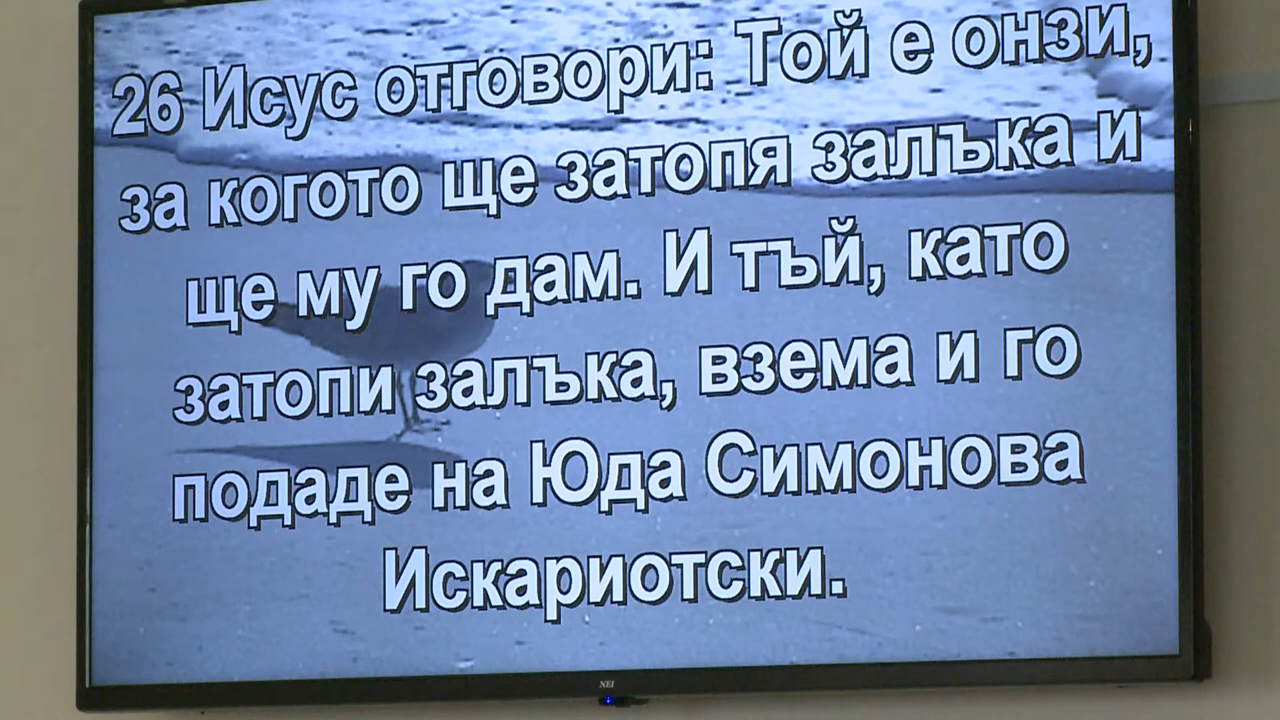 26 Исус отговори: Той е онзи,
за когото ще затопя залъка и
ще му го дам. И тъй, като
затопи залъка, взема и го
подаде на Юда Симонова
Искариотски.
NEI